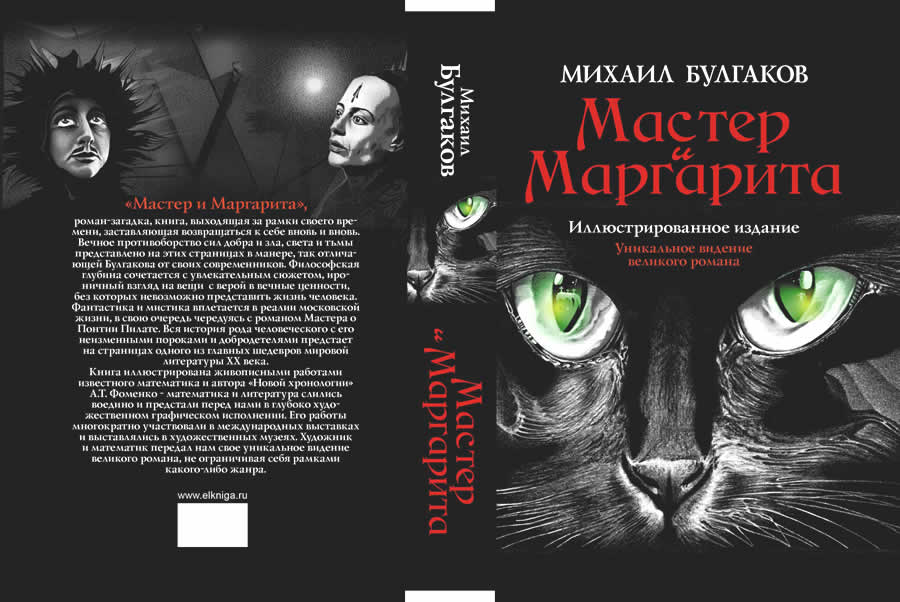 «Мастер и Маргарита»,
роман-загадка, книга, выходящая за рамки своего вре-
мени, заставляющая возвращаться к себе вновь и вновь.
Вечное противоборство сил добра и зла, света и тьмы
представлено на этих страницах в манере, так отлича-
ющей Булгакова от своих современников. Философская
глубина сочетается с увлекательным сюжетом, иро-
ничный взгляд на вещи с верой в вечные ценности,
без которых невозможно представить жизнь человека.
Фантастика и мистика вплетается в реалии московской
жизни, в свою очередь чередуясь с романом Мастера о
Понтии Пилате. Вся история рода человеческого с его
неизменными пороками и добродетелями предстает
на страницах одного из главных шедевров мировой
литературы XX века.
Книга иллюстрирована живописными работами
известного математика и автора «Новой хронологии»
А.Т. Фоменко - математика и литература слились
воедино и предстали перед нами в глубоко худо-
жественном графическом исполнении. Его работы
многократно участвовали в международных выставках
и выставлялись в художественных музеях. Художник
и математик передал нам свое уникальное видение
великого романа, не ограничивая себя рамками
какого-либо жанра.
www.elkniga.ru
Михаил
Булгаков
Мастер
и Маргарита
МИХАИЛ БУЛГАКОВ
Мастер
и
Маргарита
Иллюстрированное издание
Уникальное видение
великого романа